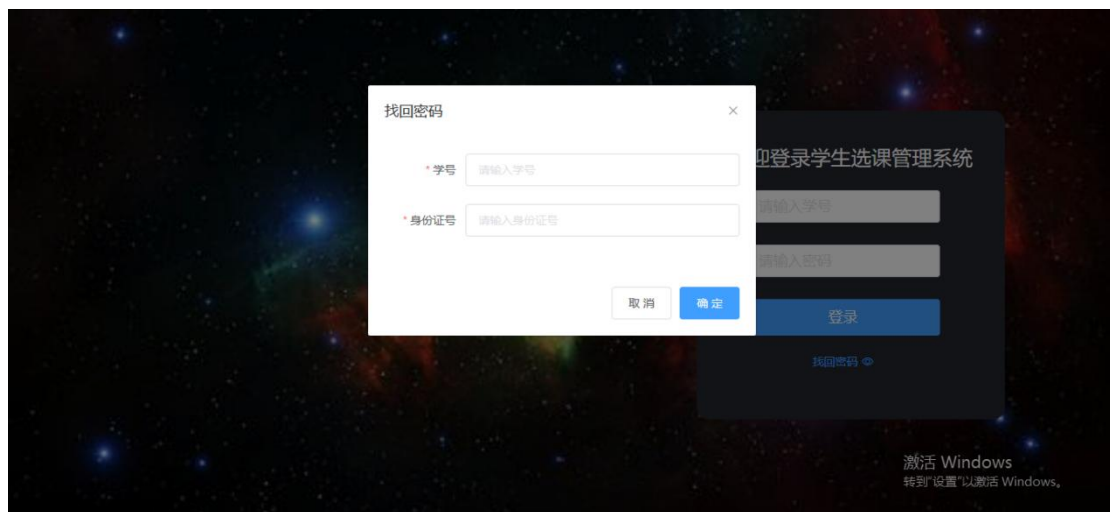 找回密码
* 学号 请输入学号
* 身份证号 请输入身份证号
取 消 确 定
迎登录学生选课管理系统
请输入学号
请输入密码
登录
找回密码
激活 Windows
转到"设置"以激活 Windows。